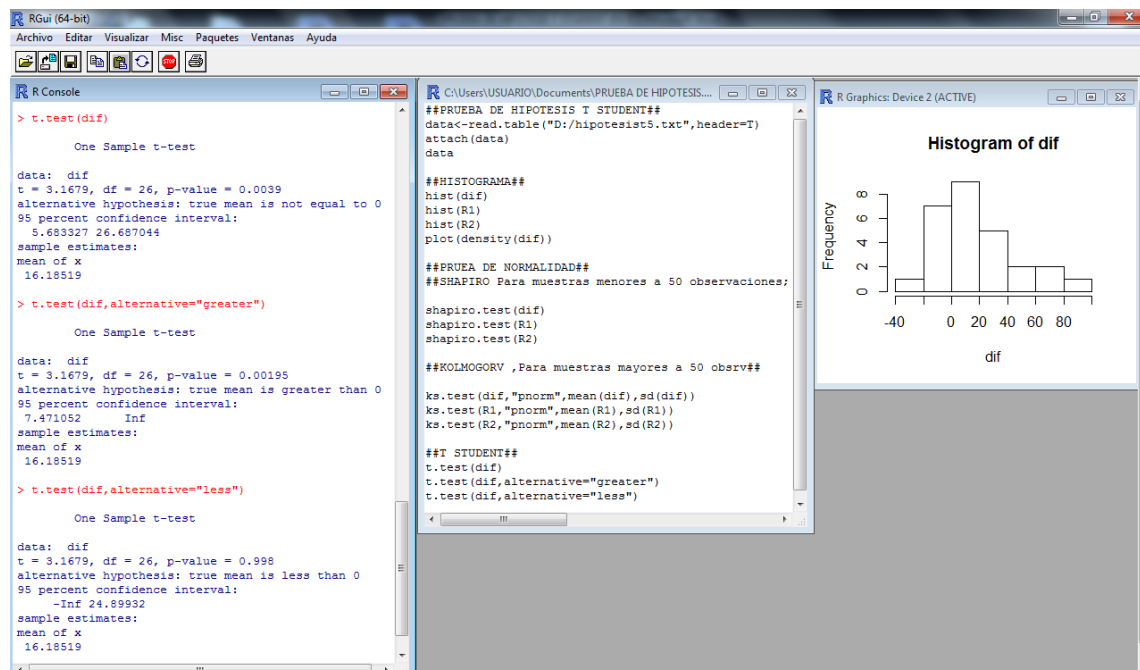 RGui (64-bit)
Archivo Editar Visualizar Misc Paquetes Ventanas Ayuda
STOP
R Console
> t.test(dif)
One Sample t-test
data: dif
t = 3.1679, df = 26, p-value = 0.0039
alternative hypothesis: true mean is not equal to 0
95 percent confidence interval:
5.683327 26.687044
sample estimates:
mean of x
16.18519
> t.test(dif,alternative="greater")
One Sample t-test
data: dif
t = 3.1679, df = 26, p-value = 0.00195
alternative hypothesis: true mean is greater than 0
95 percent confidence interval:
7.471052 Inf
sample estimates:
mean of x
16.18519
> t.test(dif,alternative="less")
One Sample t-test
data: dif
t = 3.1679, df = 26, p-value = 0.998
alternative hypothesis: true mean is less than 0
95 percent confidence interval:
-Inf 24.89932
sample estimates:
mean of x
16.18519
C:\Users\USUARIO\Documents\PRUEBA DE HIPOTESIS....
##PRUEBA DE HIPOTESIS T STUDENT##
data<-read.table("D:/hipotesist5.txt",header=T)
attach(data)
data
##HISTOGRAMA##
hist(dif)
hist(R1)
hist(R2)
plot(density(dif))
##PRUEA DE NORMALIDAD##
##SHAPIRO Para muestras menores a 50 observaciones;
shapiro.test(dif)
shapiro.test(R1)
shapiro.test(R2)
##KOLMOGORV ,Para muestras mayores a 50 obsrv##
ks.test(dif,"pnorm",mean(dif),sd(dif))
ks.test(R1,"pnorm",mean(R1),sd(R1))
ks.test(R2,"pnorm",mean(R2),sd(R2))
##T STUDENT##
t.test(dif)
t.test(dif,alternative="greater")
t.test(dif,alternative="less")
R Graphics: Device 2 (ACTIVE)
Histogram of dif
Frequency
8
6
4
2
0
-40 0 20 40 60 80
dif